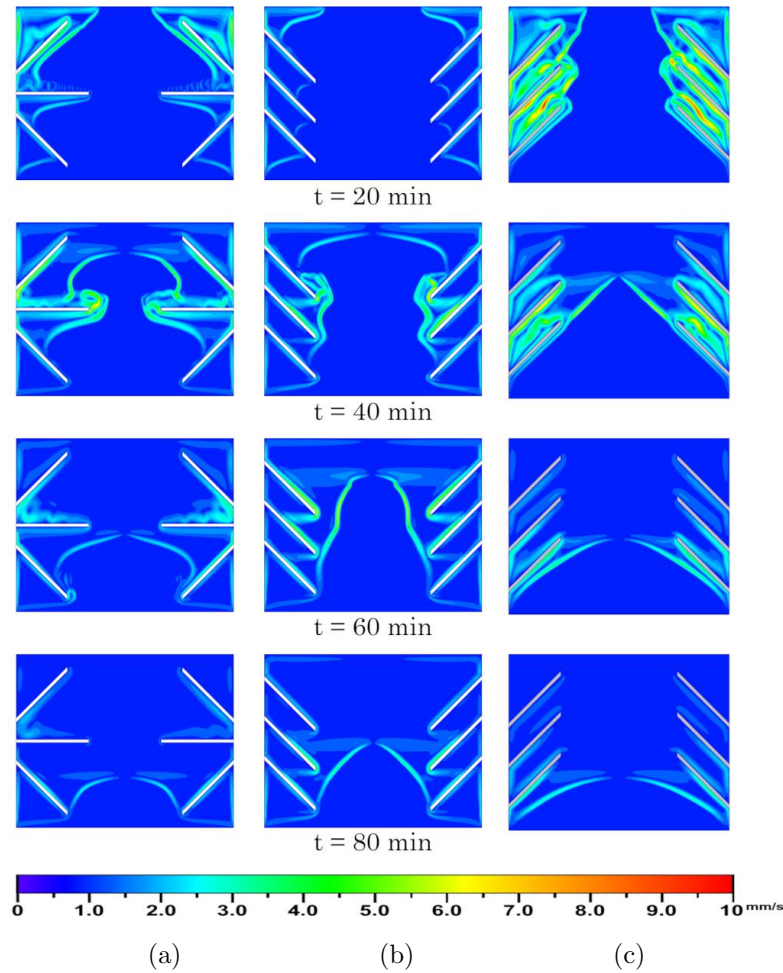 t = 20 min
t = 40 min
t = 60 min
t = 80 min
0 1.0 2.0 3.0 4.0 5.0 6.0 7.0 8.0 9.0 10 mm/s
(a) (b) (c)